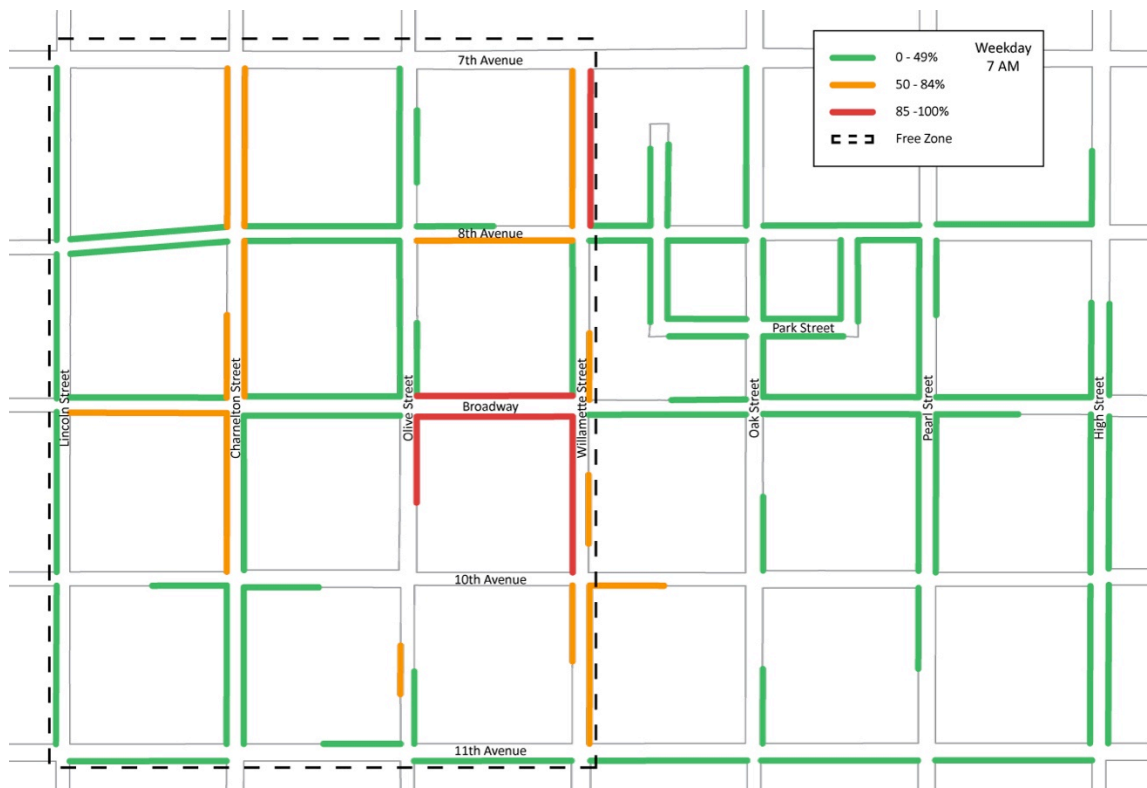 7th Avenue
0 - 49%
Weekday
7 AM
50 - 84%
85 -100%
Free Zone
8th Avenue
Park Street
Lincoln Street
Charnelton Street
Olive Street
Broadway
Willamette Street
Oak Street
Pearl Street
High Street
10th Avenue
11th Avenue